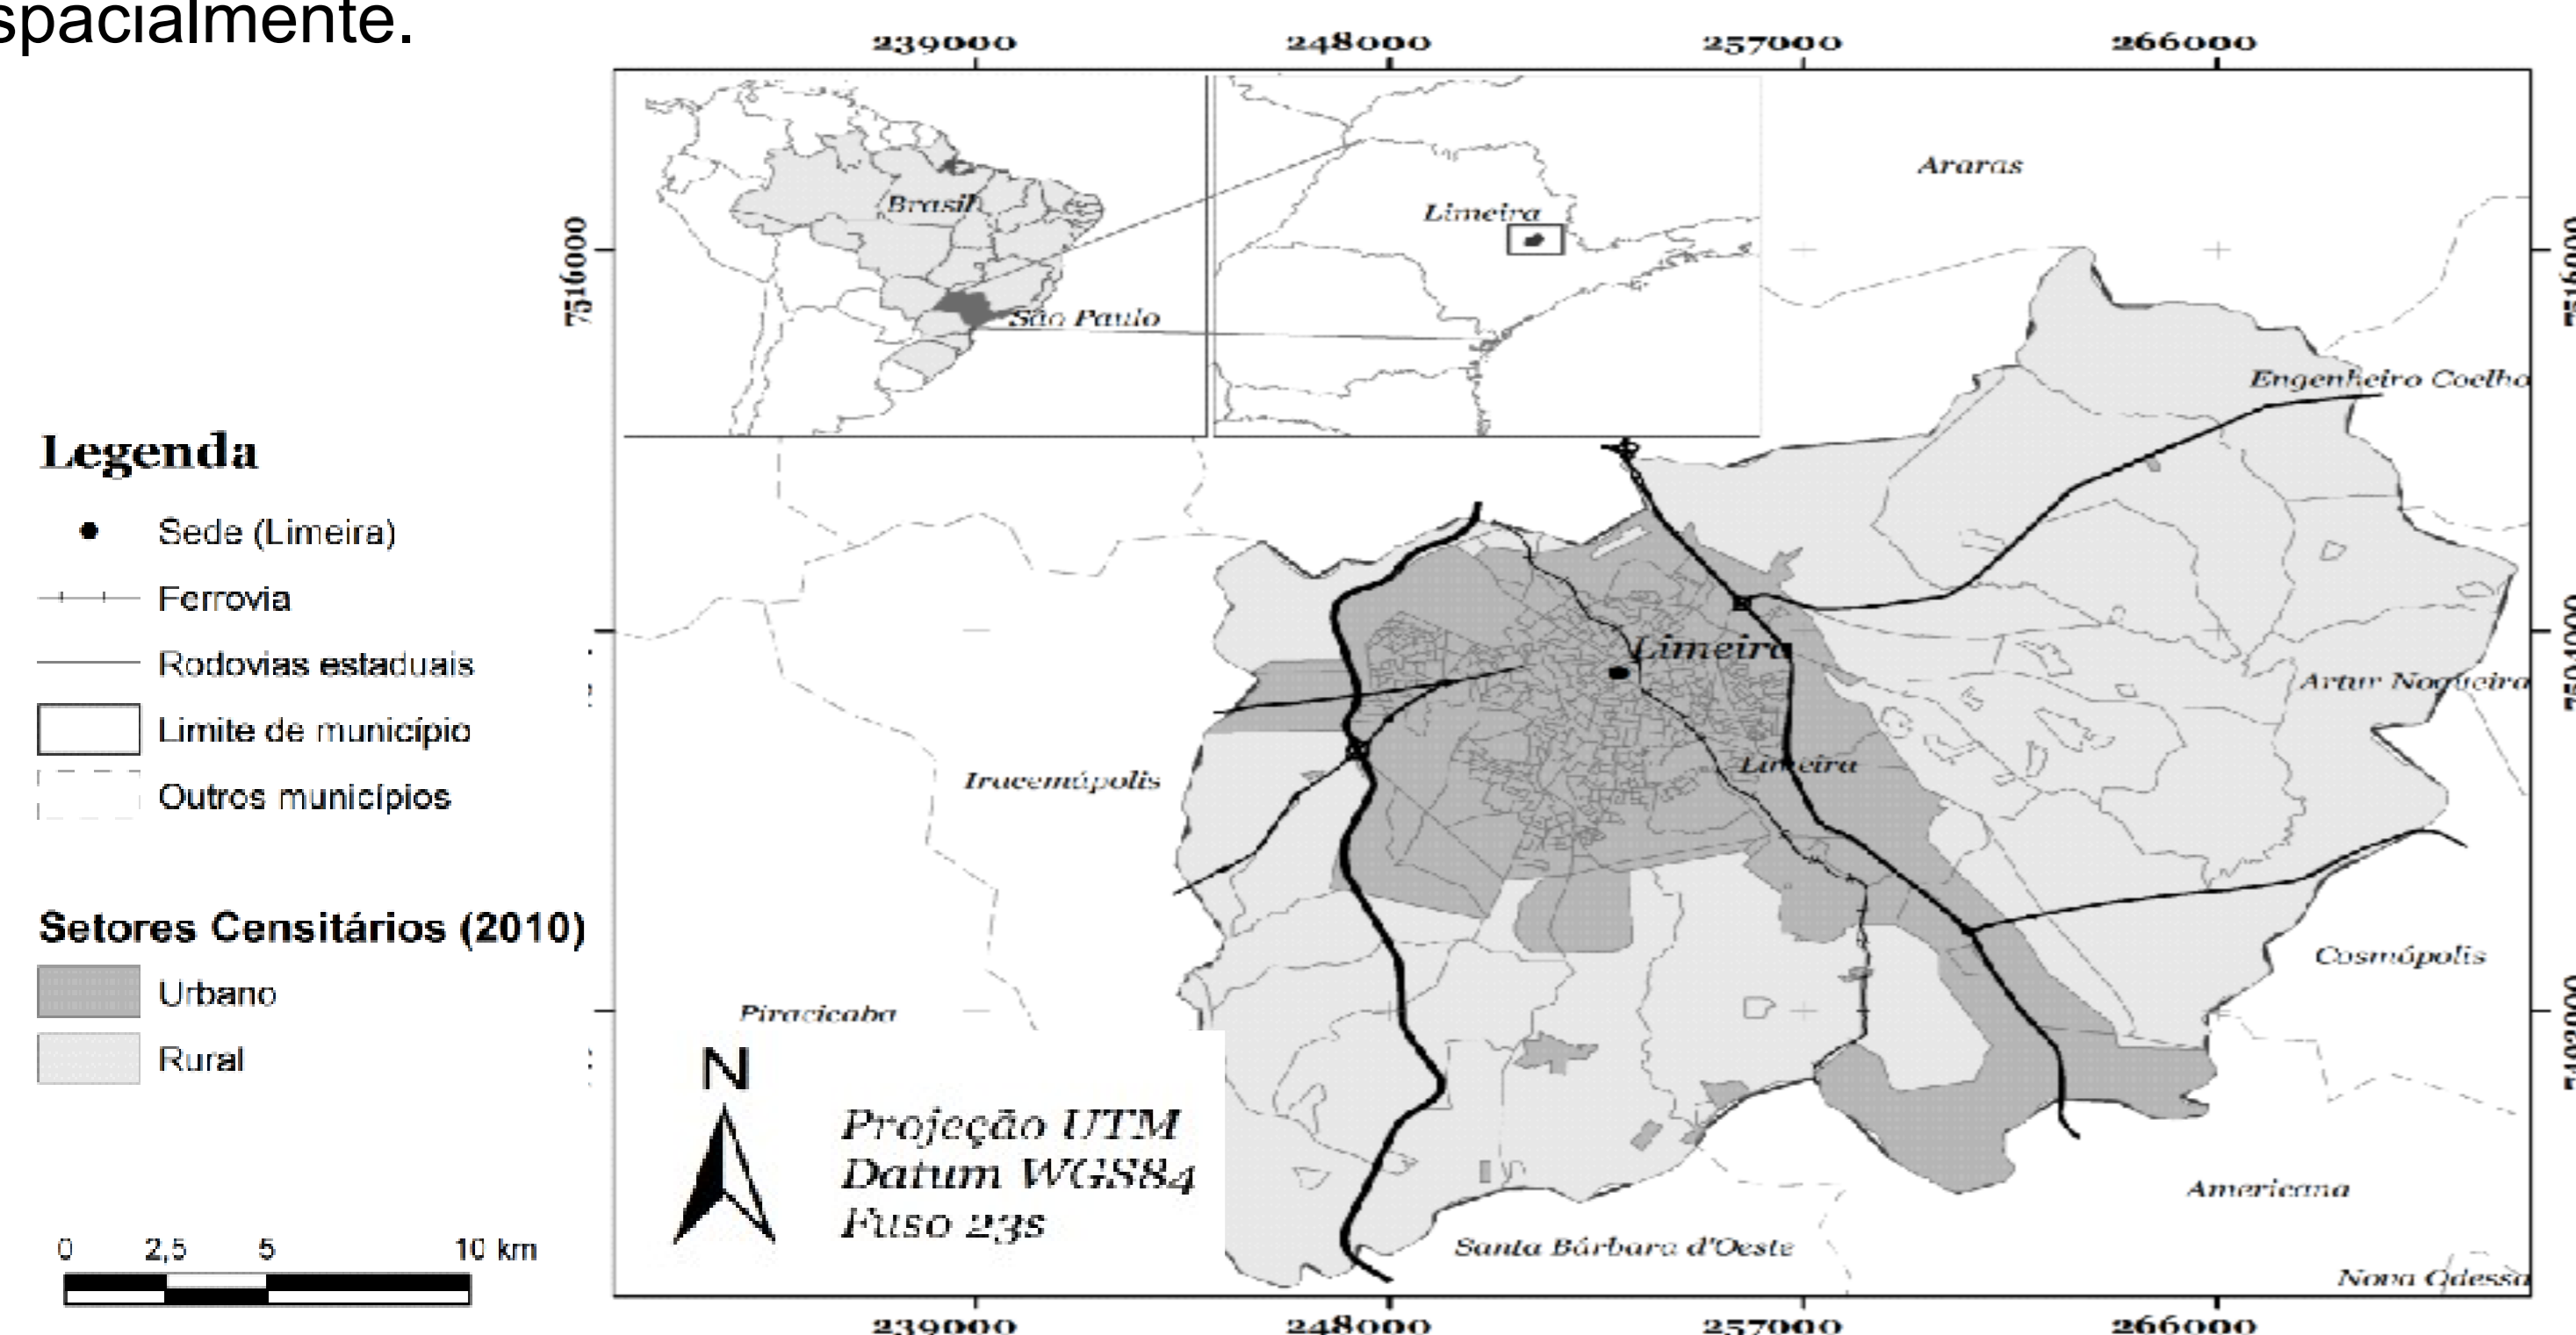 spacialmente.
239000 248000 257000 266000
7516000
Brasil
São Paulo
Limeira
Araras
Engenheiro Coelho
Limeira
Artur Nogueira
Limeira
Iracemápolis
Cosmópolis
Piracicaba
Americana
Santa Bárbara d'Oeste
Nova Odessa
N
Projeção UTM
Datum WGS84
Fuso 23s
239000 248000 257000 266000
Legenda
Sede (Limeira)
Ferrovia
Rodovias estaduais
Limite de município
Outros municípios
Setores Censitários (2010)
Urbano
Rural
0 2,5 5 10 km